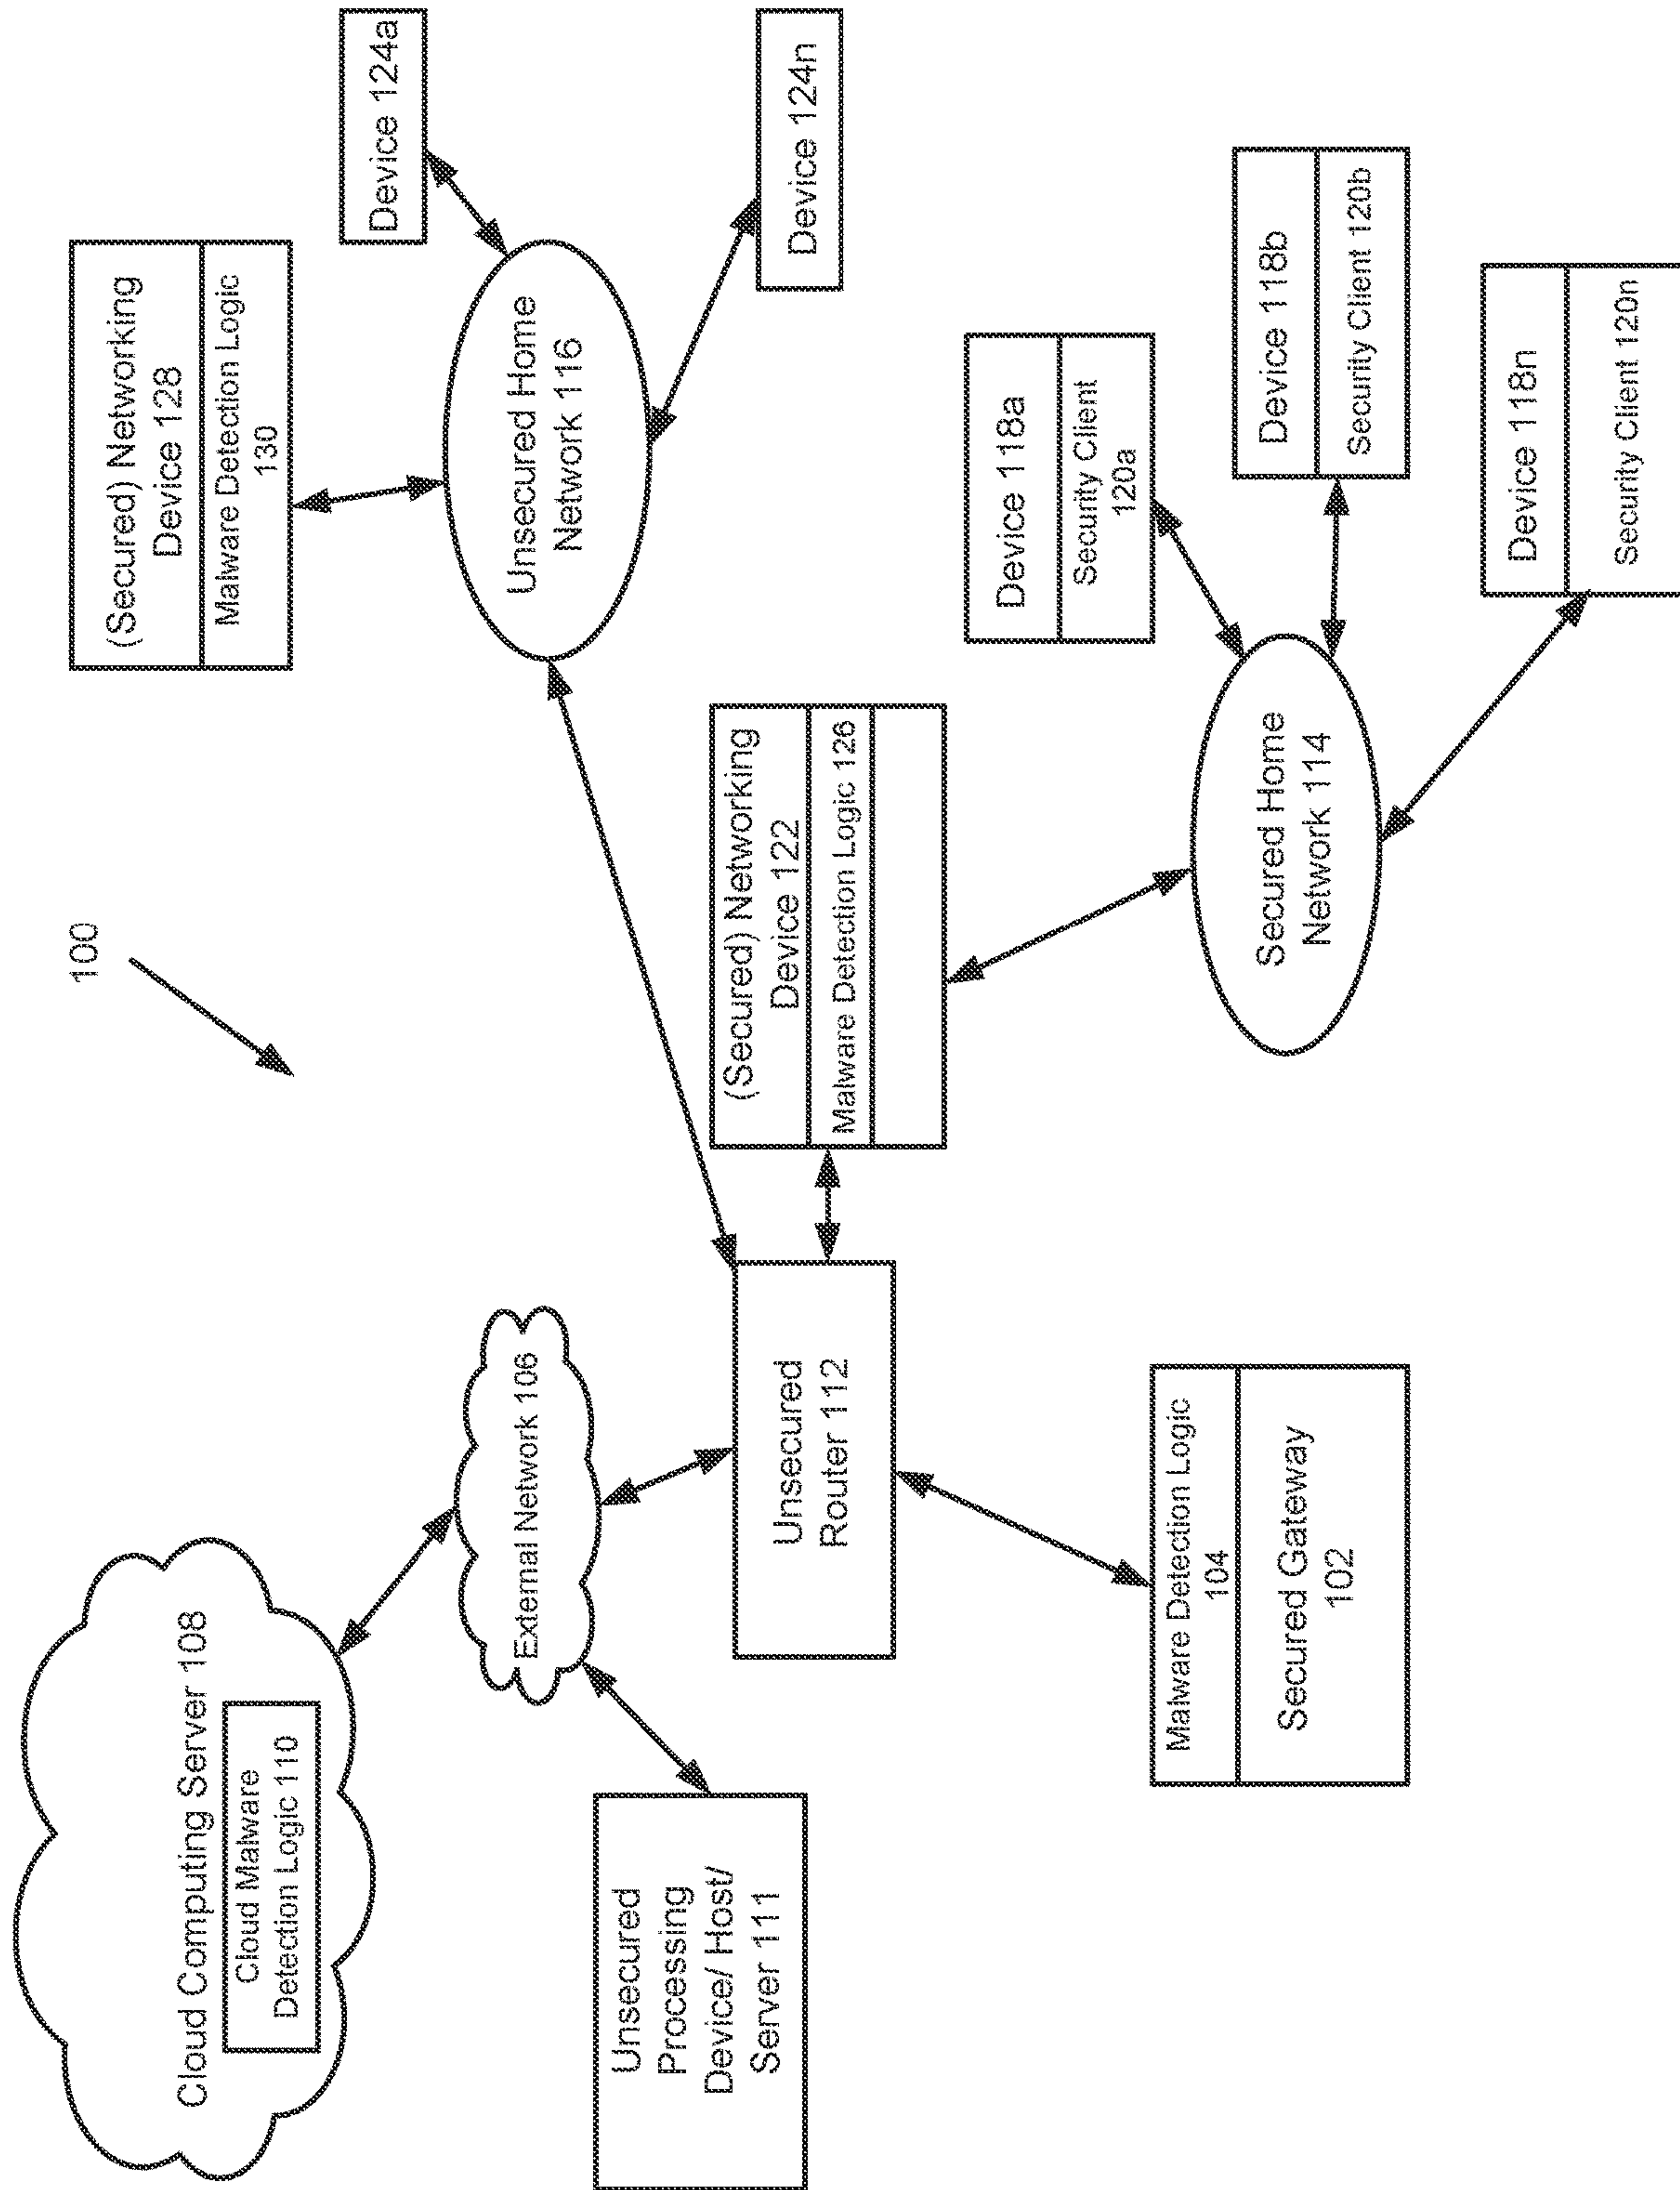 100
Cloud Computing Server 108
Cloud Malware
Detection Logic 110
External Network 106
Unsecured
Processing
Device/ Host/
Server 111
Unsecured
Router 112
Malware Detection Logic
104
Secured Gateway
102
(Secured) Networking
Device 122
Malware Detection Logic 126
(Secured) Networking
Device 128
Malware Detection Logic
130
Unsecured Home
Network 116
Device 124a
Device 124n
Secured Home
Network 114
Device 118a
Security Client
120a
Device 118b
Security Client 120b
Device 118n
Security Client 120n